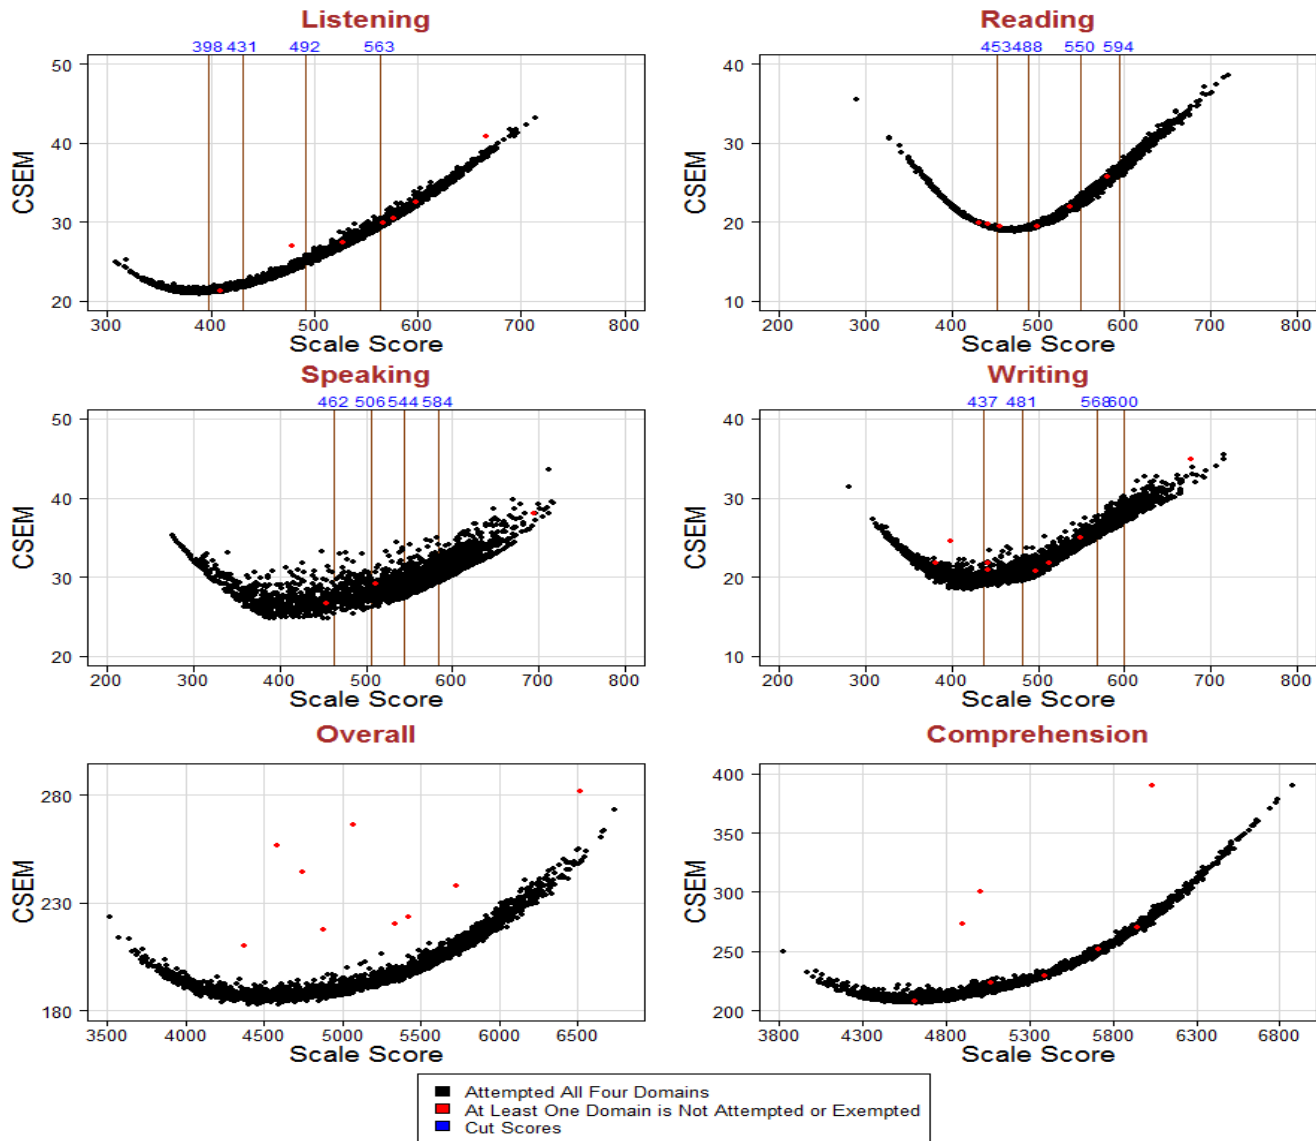 Listening
398 431 492 563
50
40
30
20
CSEM
300 400 500 600 700 800
Scale Score
Reading
453 488 550 594
40
30
20
10
CSEM
200 300 400 500 600 700 800
Scale Score
Speaking
462 506 544 584
50
40
30
20
CSEM
200 300 400 500 600 700 800
Scale Score
Writing
437 481 568 600
40
30
20
10
CSEM
200 300 400 500 600 700 800
Scale Score
Overall
280
230
180
CSEM
3500 4000 4500 5000 5500 6000 6500
Scale Score
Comprehension
400
350
300
250
200
CSEM
3800 4300 4800 5300 5800 6300 6800
Scale Score
Attempted All Four Domains
At Least One Domain is Not Attempted or Exempted
Cut Scores